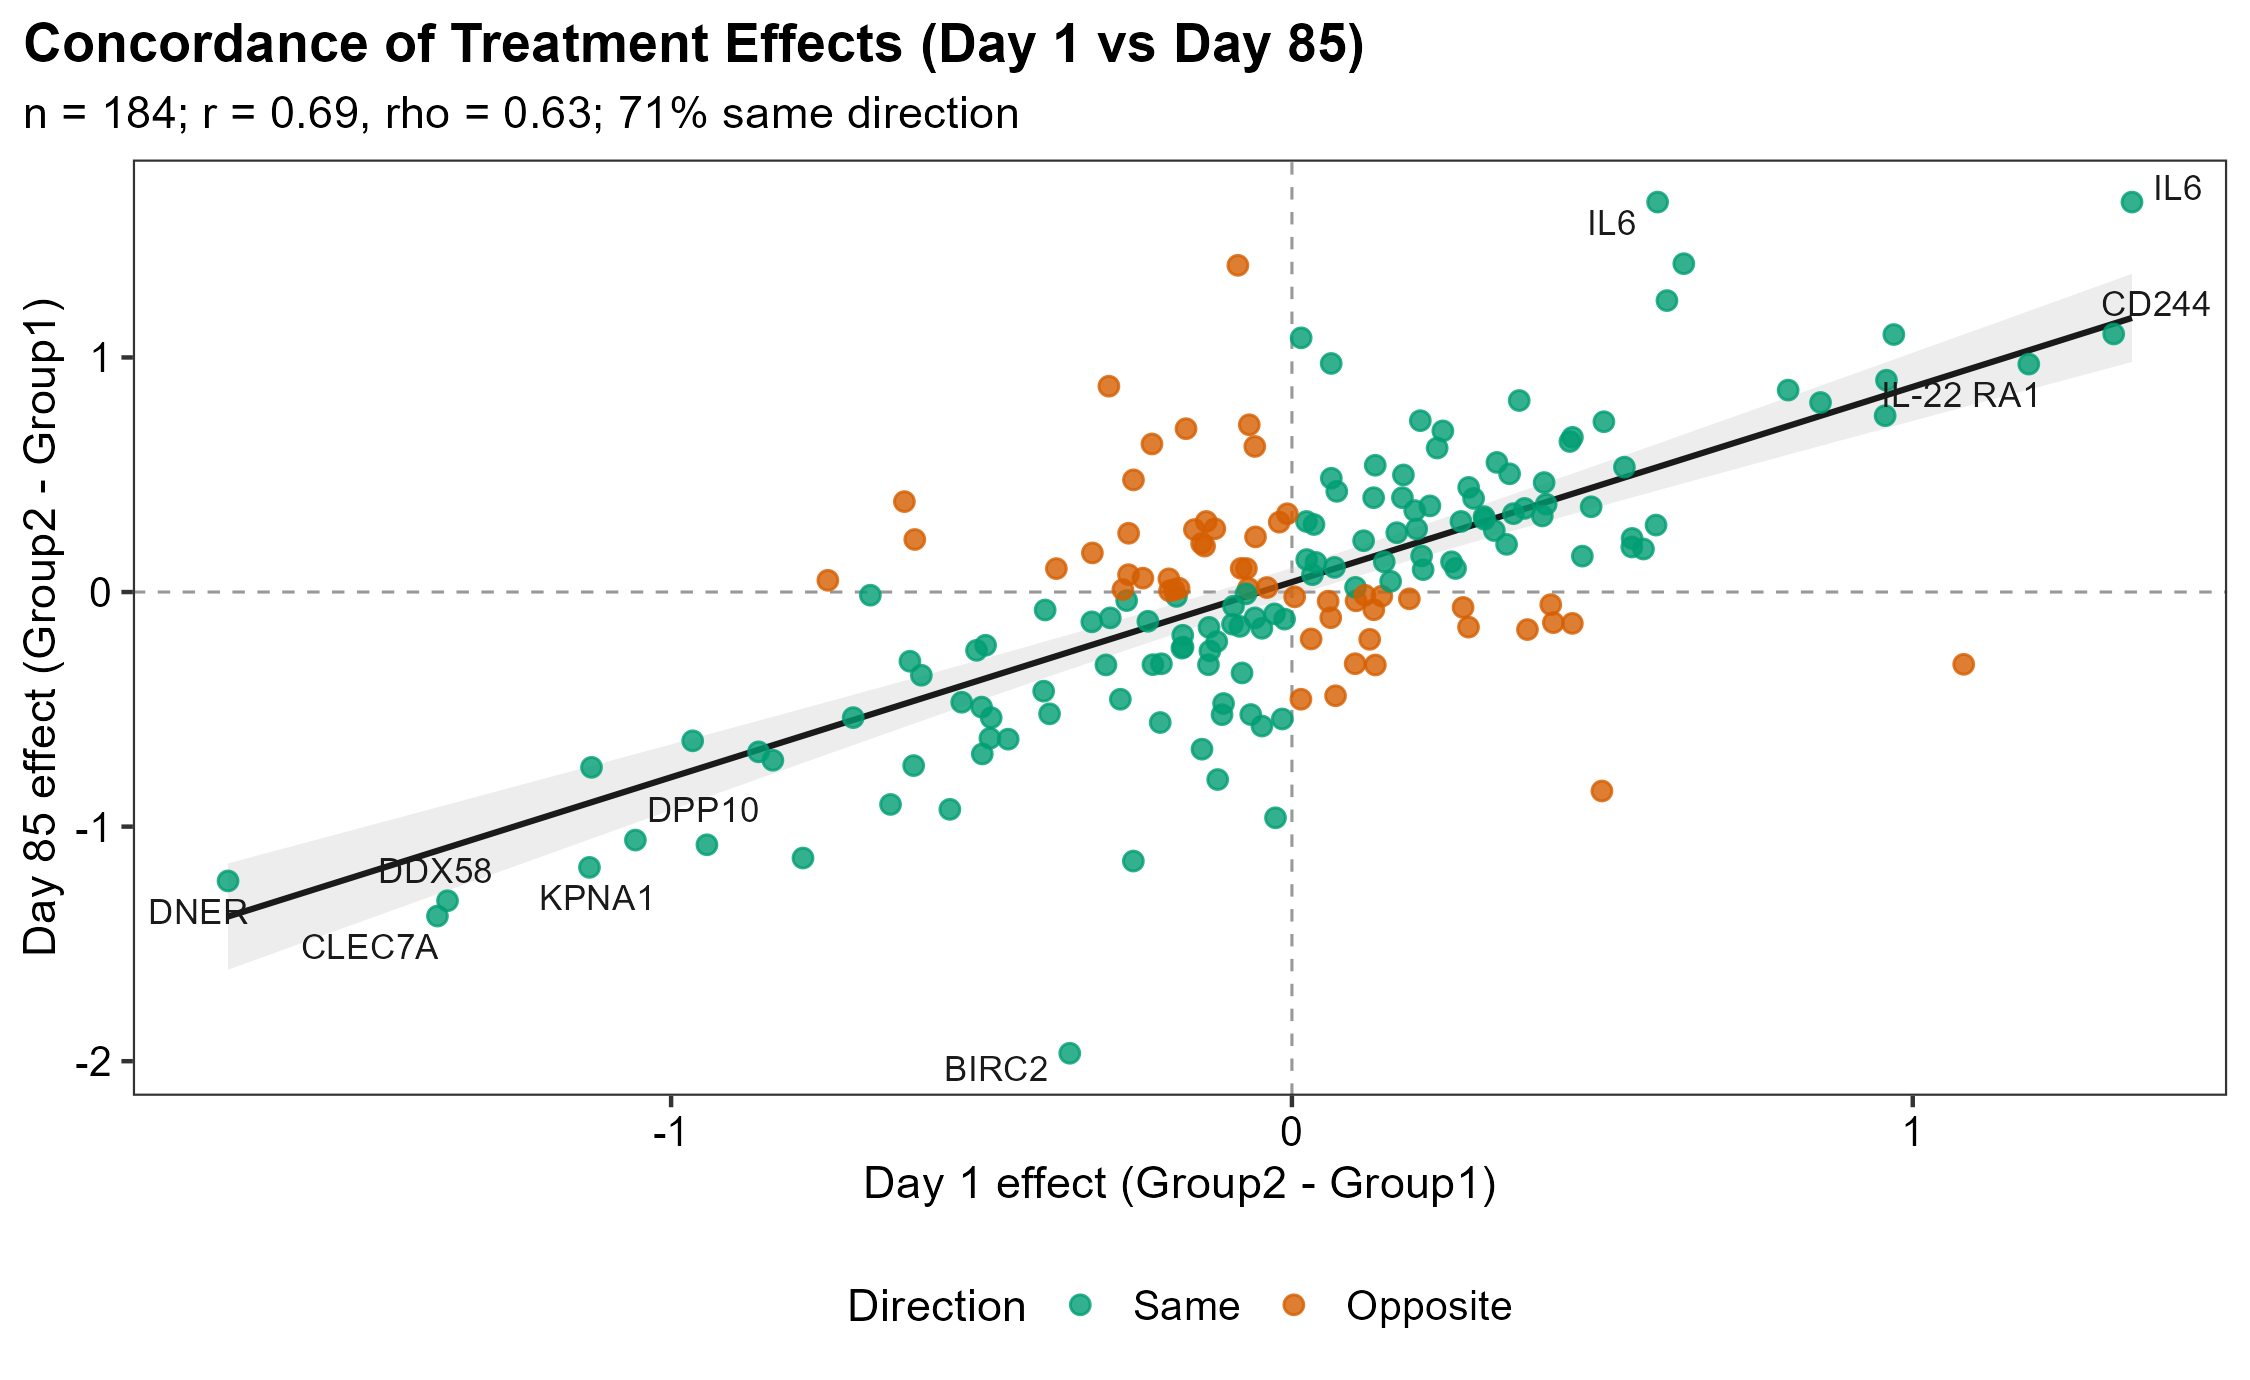 Concordance of Treatment Effects (Day 1 vs Day 85)
n = 184; r = 0.69, rho = 0.63; 71% same direction
Day 85 effect (Group2 - Group1)
1
0
-1
-2
IL6
IL6
CD244
IL-22 RA1
DPP10
DDX58
KPNA1
DNER
CLEC7A
BIRC2
-1
0
1
Day 1 effect (Group2 - Group1)
Direction Same Opposite